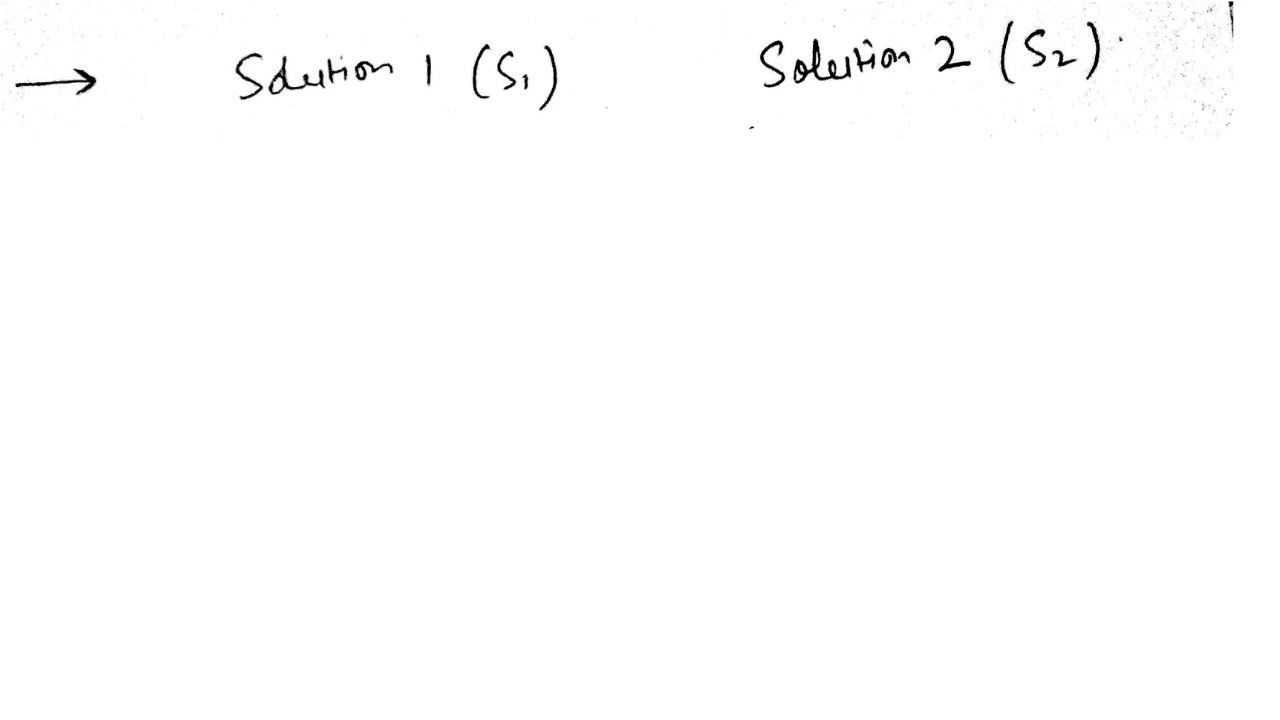 → Solution 1 (S₁) Solution 2 (S₂)